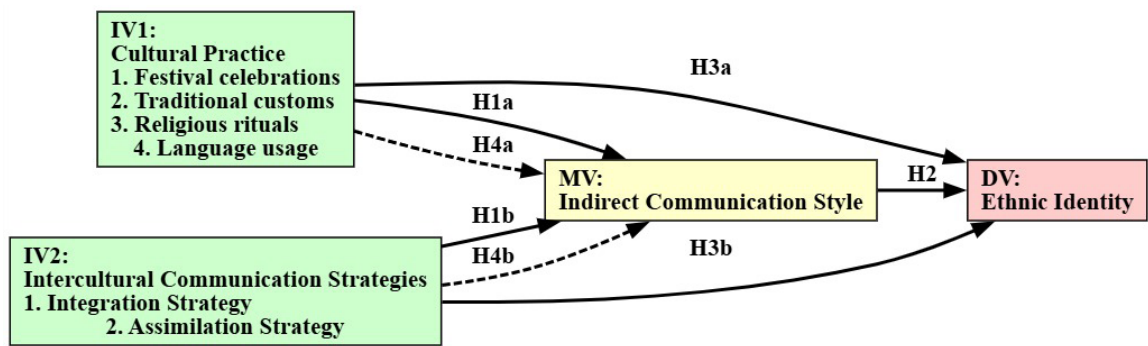 IV1:
Cultural Practice
1. Festival celebrations
2. Traditional customs
3. Religious rituals
4. Language usage
H3a
H1a
H4a
MV:
Indirect Communication Style
H2
DV:
Ethnic Identity
IV2:
Intercultural Communication Strategies
1. Integration Strategy
2. Assimilation Strategy
H1b
H4b
H3b